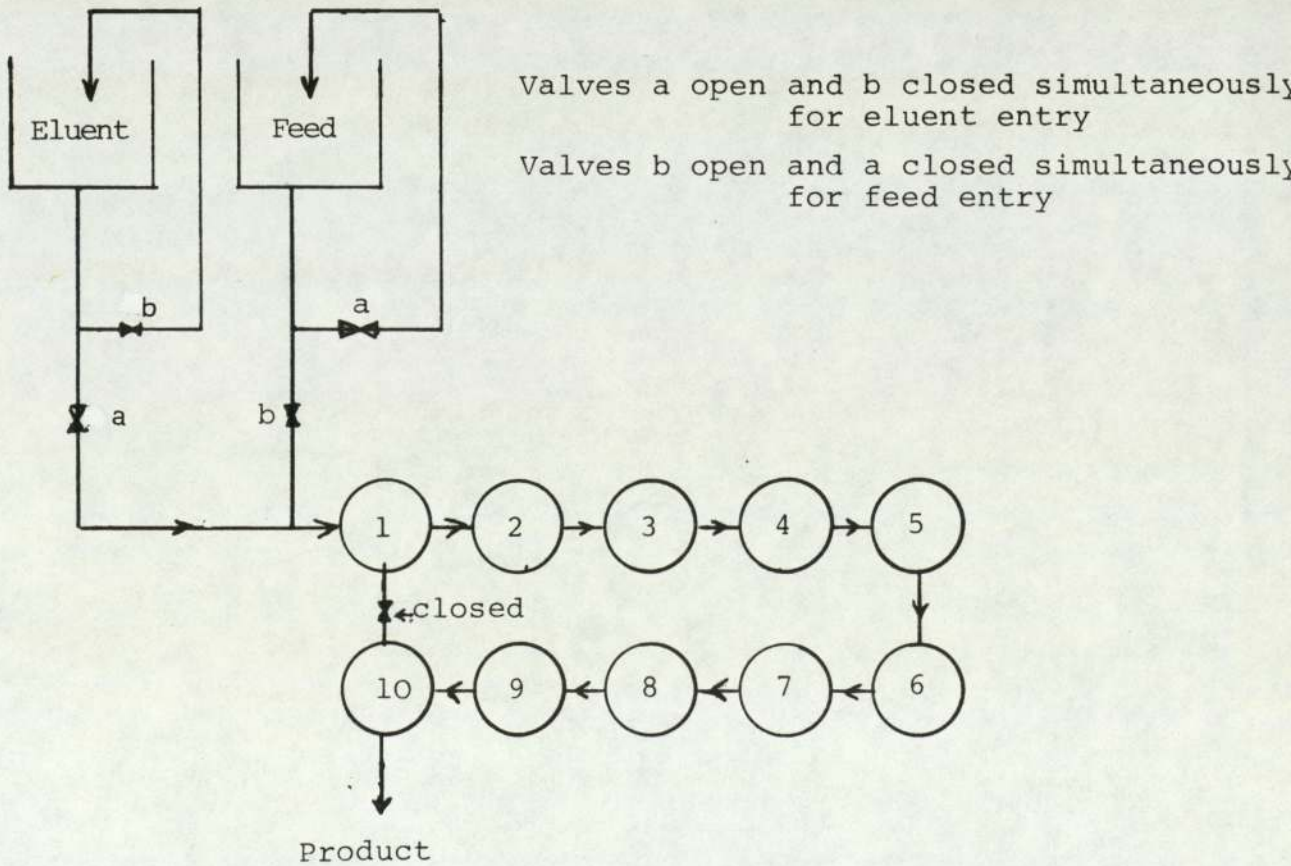 Eluent
Feed
Valves a open and b closed simultaneously
for eluent entry
Valves b open and a closed simultaneously
for feed entry
b
a
a
b
1
2
3
4
5
closed
10
9
8
7
6
Product